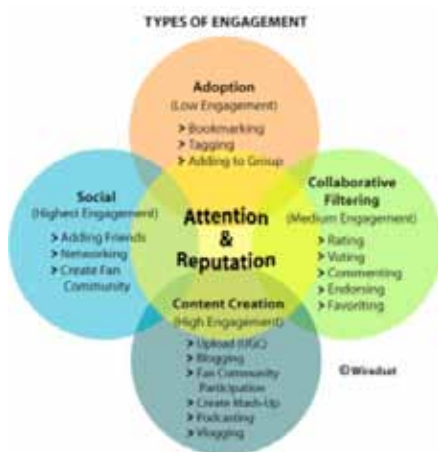 TYPES OF ENGAGEMENT
Adoption
(Low Engagement)
> Bookmarking
> Tagging
> Adding to Group
Social
(Highest Engagement)
> Adding Friends
> Networking
> Create Fan
Community
Attention
&
Reputation
Collaborative
Filtering
(Medium Engagement)
> Rating
> Voting
> Commenting
> Endorsing
> Favoriting
Content Creation
(High Engagement)
> Upload (UGC)
> Blogging
> Fan Community
Participation
> Create Mash-Up
> Podcasting
> Vlogging
©